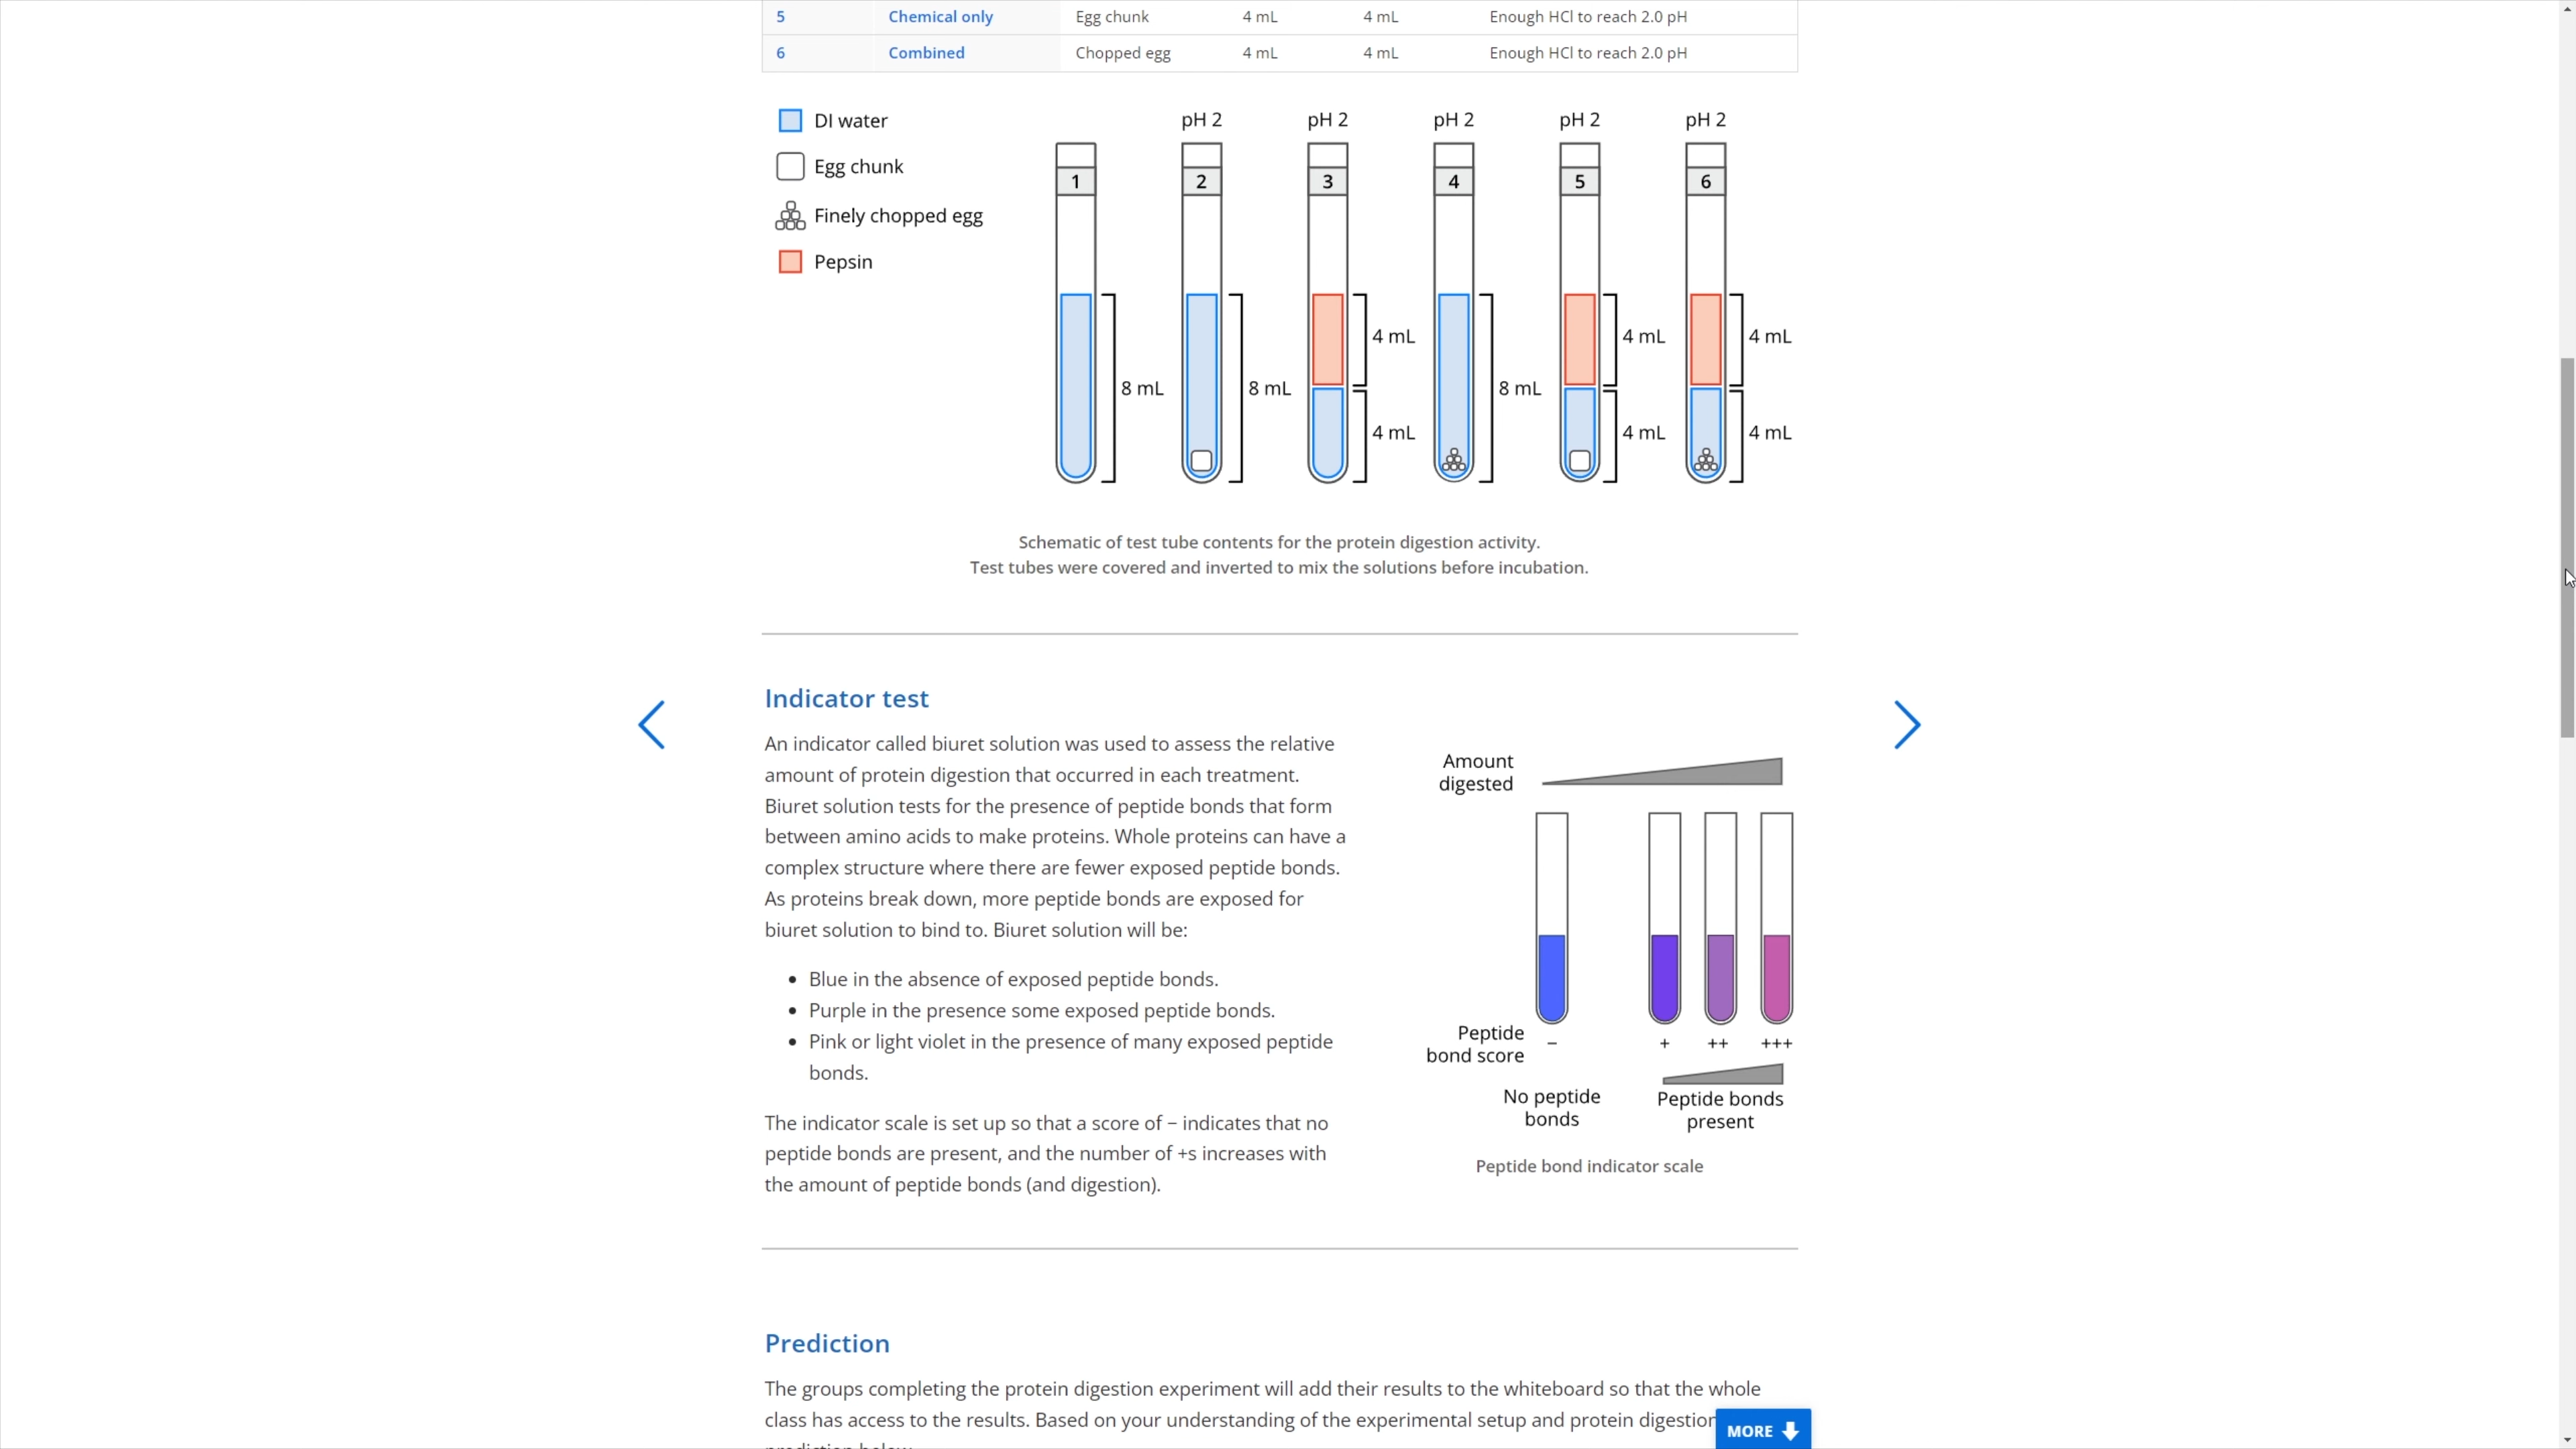 5 Chemical only Egg chunk 4 mL 4 mL Enough HCl to reach 2.0 pH
6 Combined Chopped egg 4 mL 4 mL Enough HCl to reach 2.0 pH
DI water
Egg chunk
Finely chopped egg
Pepsin
pH 2 pH 2 pH 2 pH 2 pH 2
1 2 3 4 5 6
4 mL 4 mL 4 mL
8 mL 8 mL 8 mL
4 mL 4 mL 4 mL
Schematic of test tube contents for the protein digestion activity.
Test tubes were covered and inverted to mix the solutions before incubation.
Indicator test
An indicator called biuret solution was used to assess the relative
amount of protein digestion that occurred in each treatment.
Biuret solution tests for the presence of peptide bonds that form
between amino acids to make proteins. Whole proteins can have a
complex structure where there are fewer exposed peptide bonds.
As proteins break down, more peptide bonds are exposed for
biuret solution to bind to. Biuret solution will be:
• Blue in the absence of exposed peptide bonds.
• Purple in the presence some exposed peptide bonds.
• Pink or light violet in the presence of many exposed peptide
bonds.
The indicator scale is set up so that a score of − indicates that no
peptide bonds are present, and the number of +s increases with
the amount of peptide bonds (and digestion).
Amount
digested
Peptide
bond score
− + ++ +++
No peptide
bonds
Peptide bonds
present
Peptide bond indicator scale
Prediction
The groups completing the protein digestion experiment will add their results to the whiteboard so that the whole
class has access to the results. Based on your understanding of the experimental setup and protein digestion
MORE